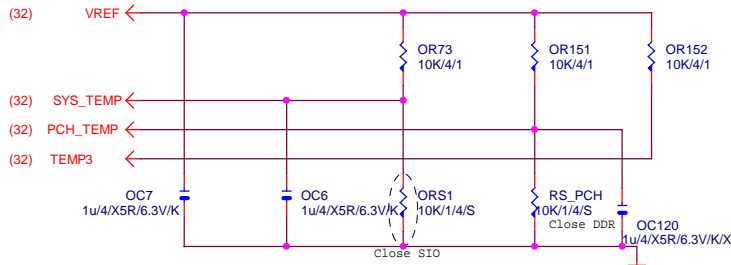 (32) VREF
OR73 OR151 OR152
10K/4/1 10K/4/1 10K/4/1
(32) SYS_TEMP
(32) PCH_TEMP
(32) TEMP3
OC7 OC6 ORS1 RS_PCH
1u/4/X5R/6.3V/K 1u/4/X5R/6.3V/K 10K/1/4/S 10K/1/4/S
Close DDR OC120
1u/4/X5R/6.3V/K/X
Close SIO